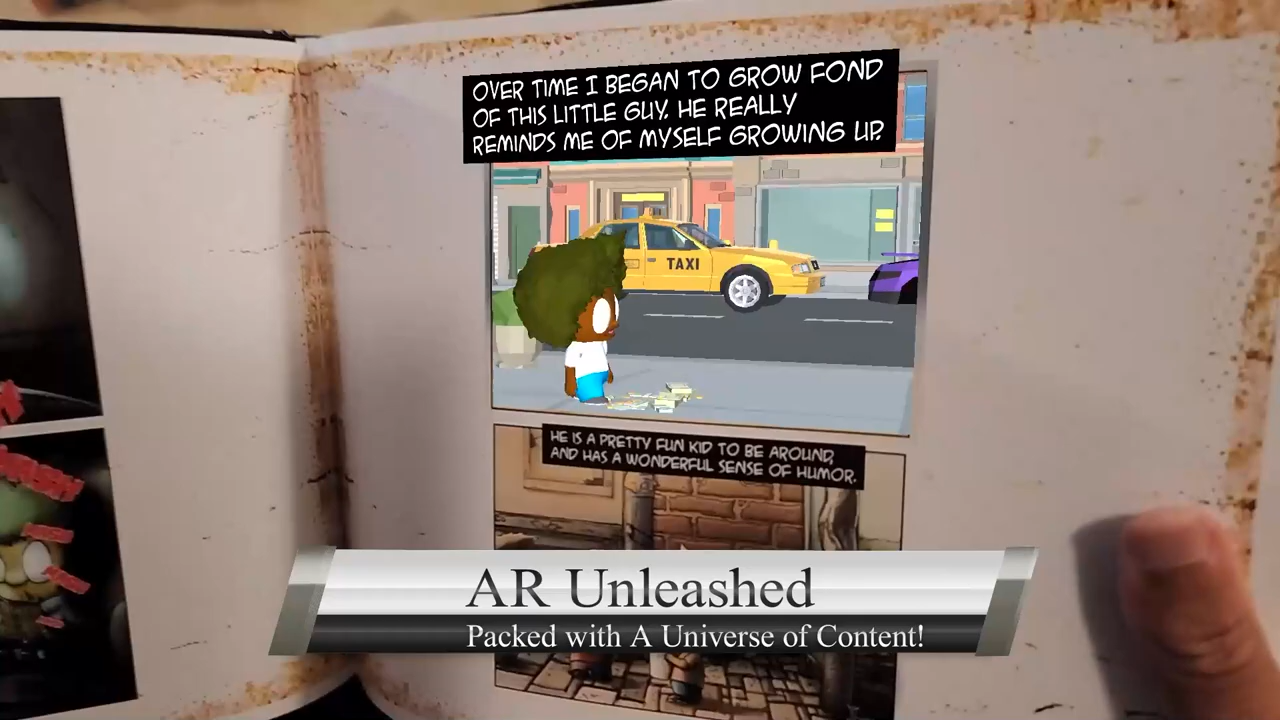 OVER TIME I BEGAN TO GROW FOND
OF THIS LITTLE GUY. HE REALLY
REMINDS ME OF MYSELF GROWING UP.
TAXI
HE IS A PRETTY FUN KID TO BE AROUND,
AND HAS A WONDERFUL SENSE OF HUMOR.
AR Unleashed
Packed with A Universe of Content!